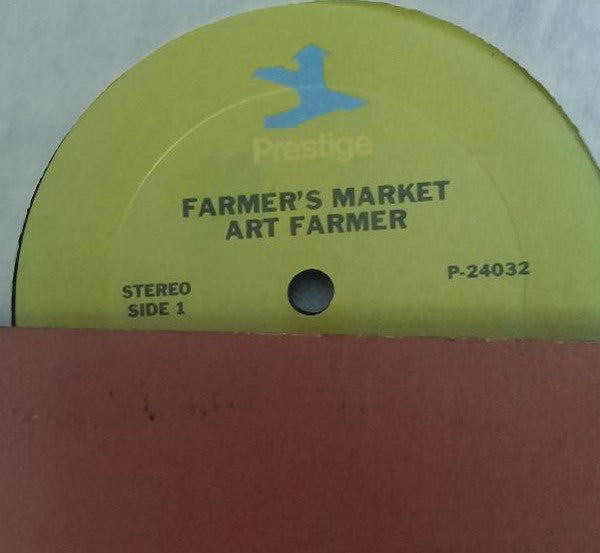 Prestige
FARMER'S MARKET
ART FARMER
P-24032
STEREO
SIDE 1